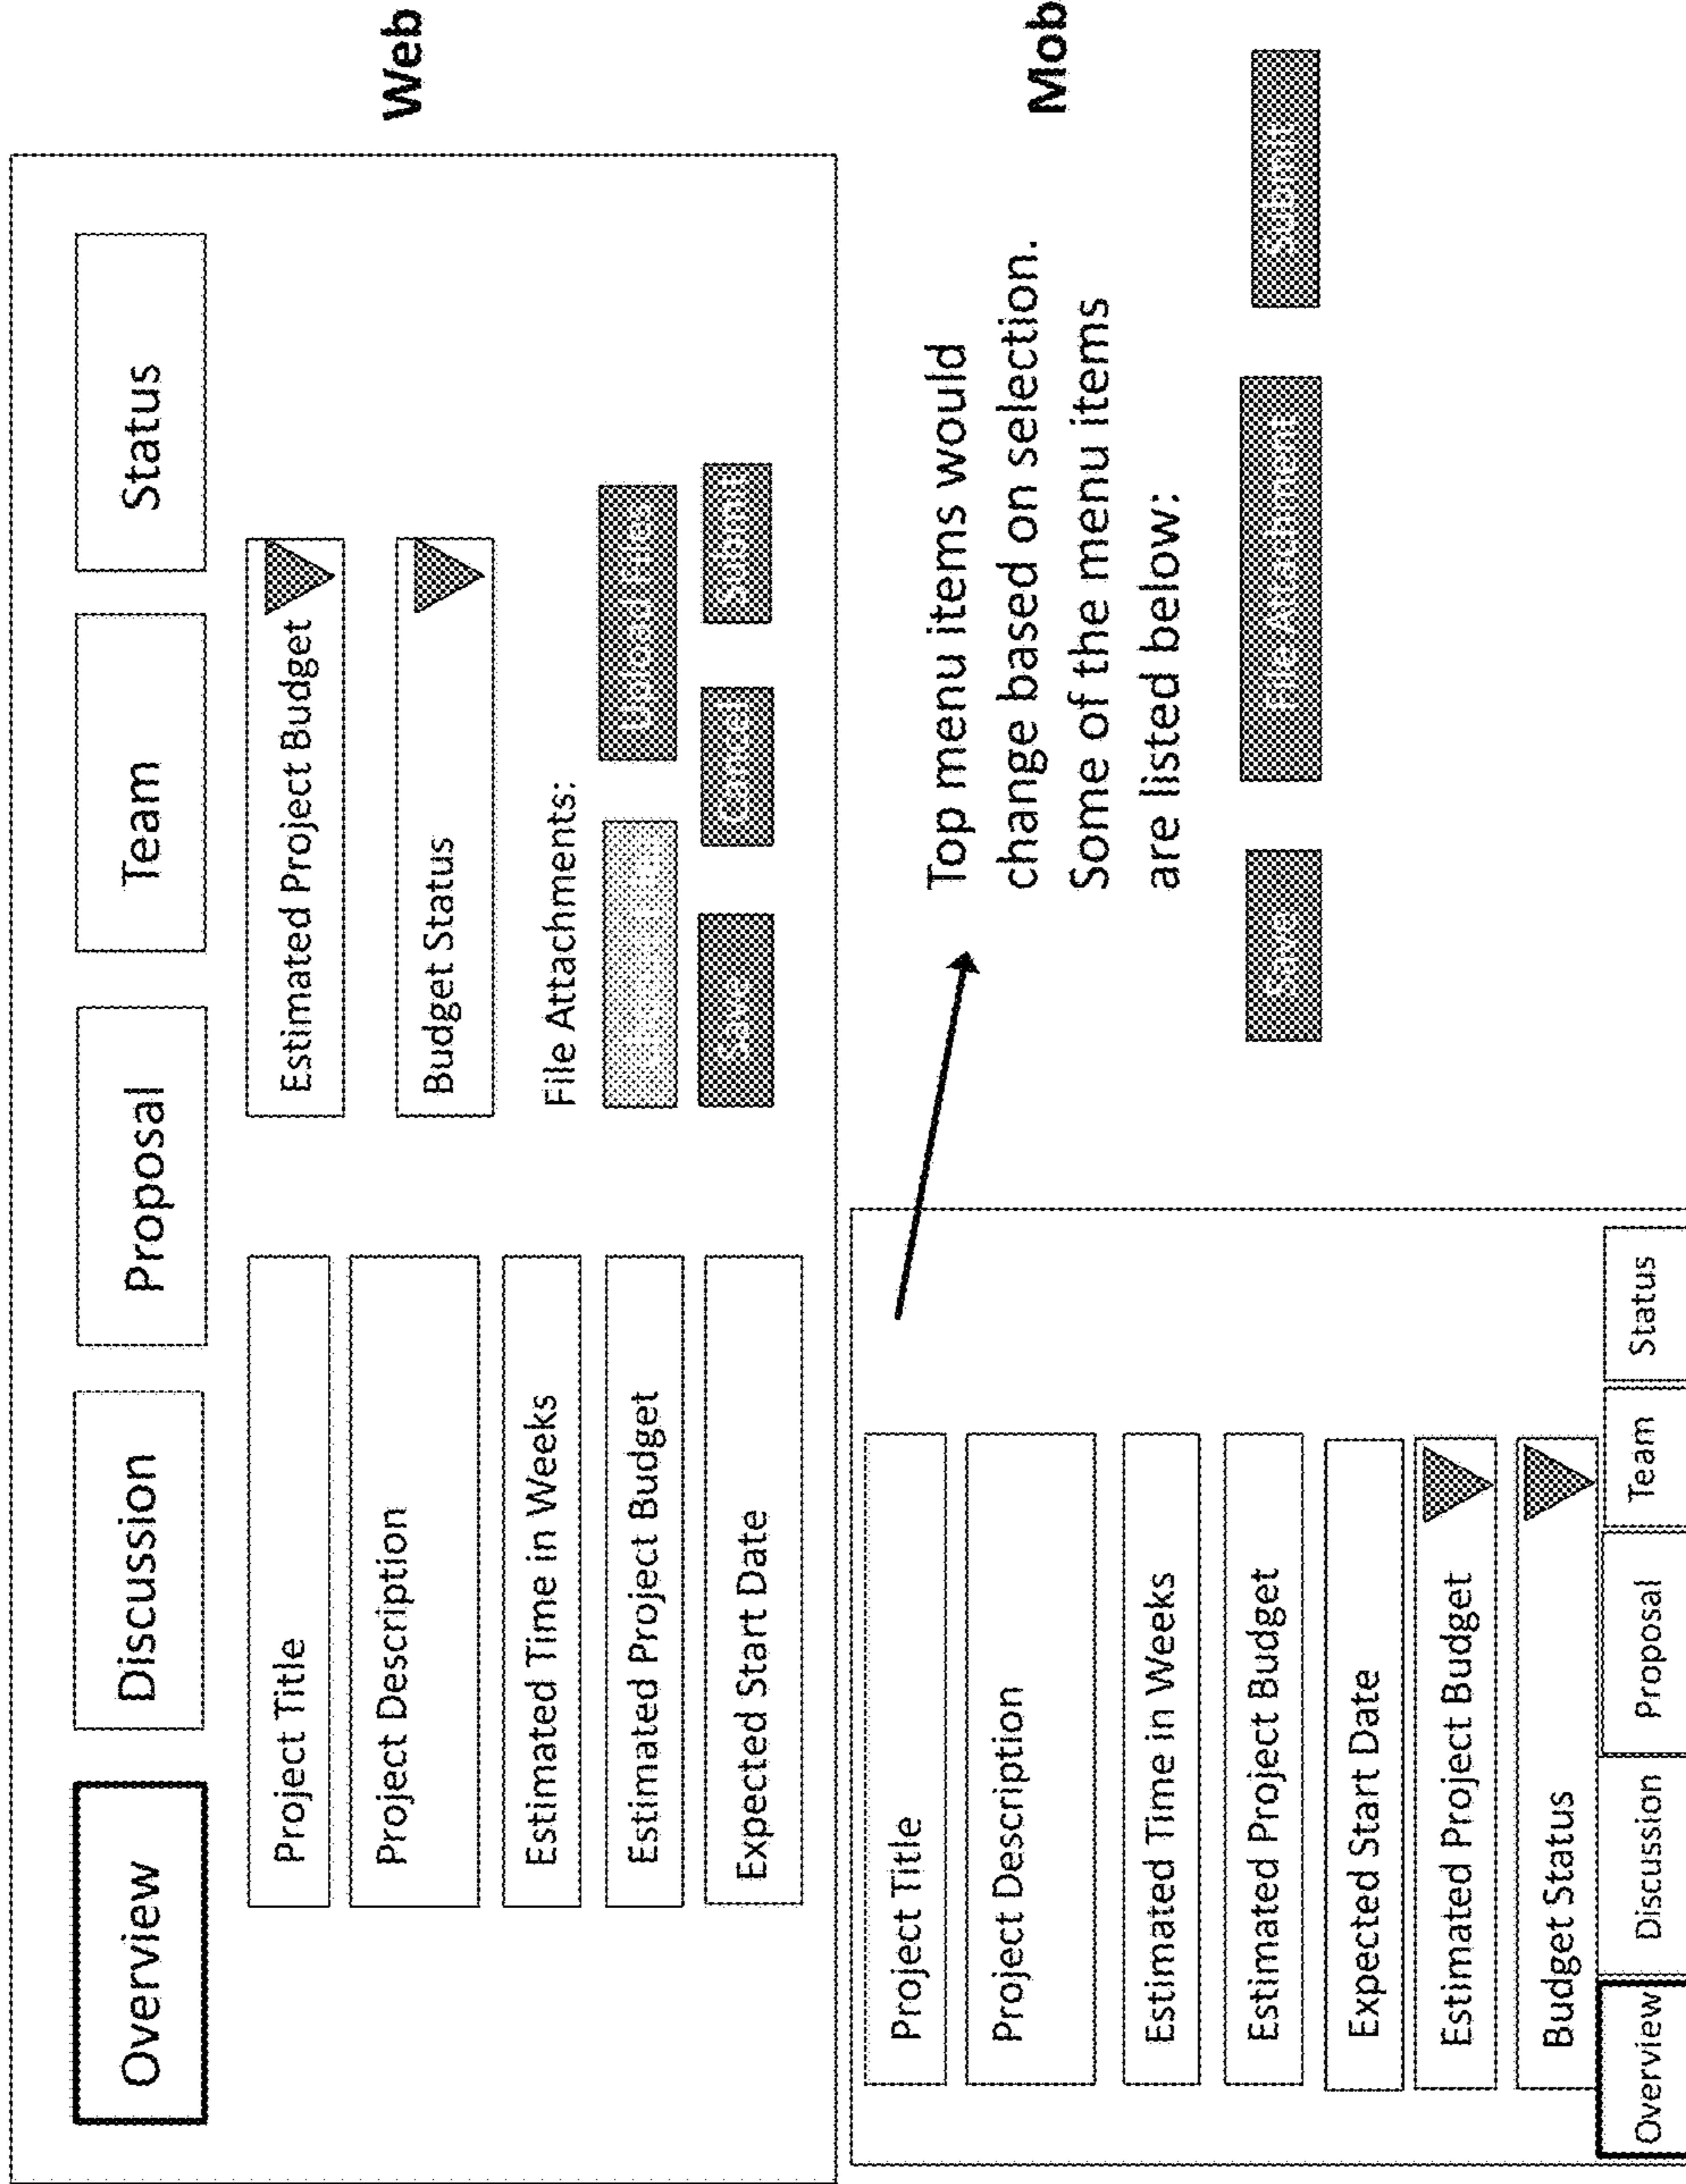 Overview
Discussion
Proposal
Team
Status
Project Title
Project Description
Estimated Time in Weeks
Estimated Project Budget
Expected Start Date
Estimated Project Budget
Budget Status
File Attachments:
Upload Files
Save
Cancel
Submit
Web
Project Title
Project Description
Estimated Time in Weeks
Estimated Project Budget
Expected Start Date
Estimated Project Budget
Budget Status
Overview
Discussion
Proposal
Team
Status
Top menu items would
change based on selection.
Some of the menu items
are listed below:
Save
File Attachment
Submit
Mob